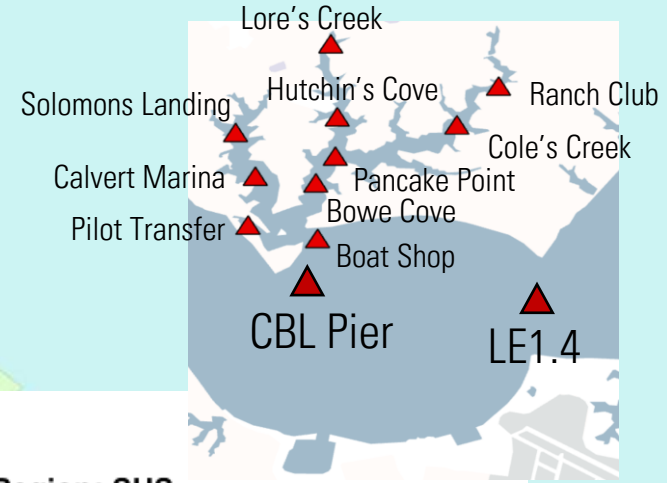 Lore's Creek
Hutchin's Cove
Ranch Club
Solomons Landing
Cole's Creek
Calvert Marina
Pancake Point
Bowe Cove
Pilot Transfer
Boat Shop
CBL Pier
LE1.4